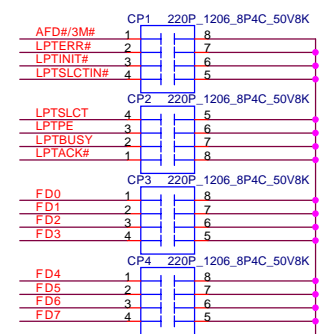 CP1 220P_1206_8P4C_50V8K
AFD#/3M# 1 8
LPTERR# 2 7
LPTINIT# 3 6
LPTSLCTIN# 4 5
CP2 220P_1206_8P4C_50V8K
LPTSLCT 4 5
LPTPE 3 6
LPTBUSY 2 7
LPTACK# 1 8
CP3 220P_1206_8P4C_50V8K
FD0 1 8
FD1 2 7
FD2 3 6
FD3 4 5
CP4 220P_1206_8P4C_50V8K
FD4 1 8
FD5 2 7
FD6 3 6
FD7 4 5